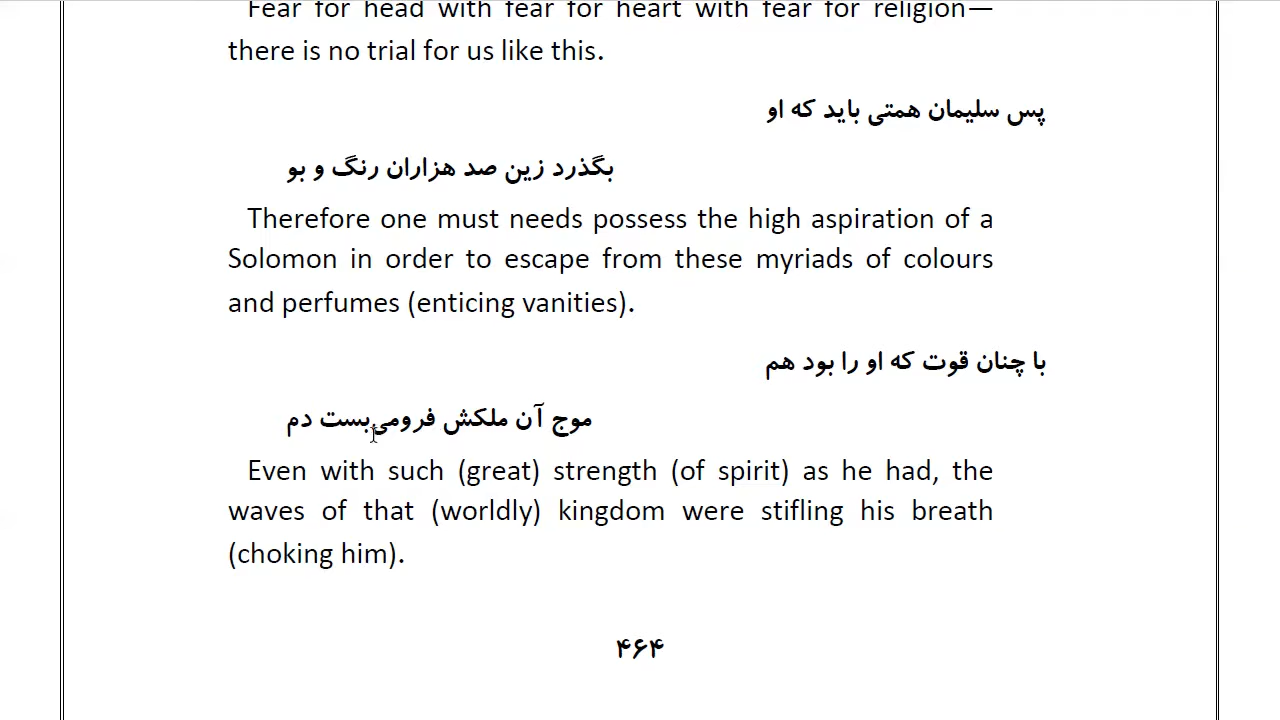 Fear for head with fear for heart with fear for religion—
there is no trial for us like this.
پس سلیمان همتی باید که او
بگذرد زین صد هزاران رنگ و بو
Therefore one must needs possess the high aspiration of a
Solomon in order to escape from these myriads of colours
and perfumes (enticing vanities).
با چنان قوت که او را بود هم
موج آن ملکش فرومی‌بست دم
Even with such (great) strength (of spirit) as he had, the
waves of that (worldly) kingdom were stifling his breath
(choking him).
۴۶۴